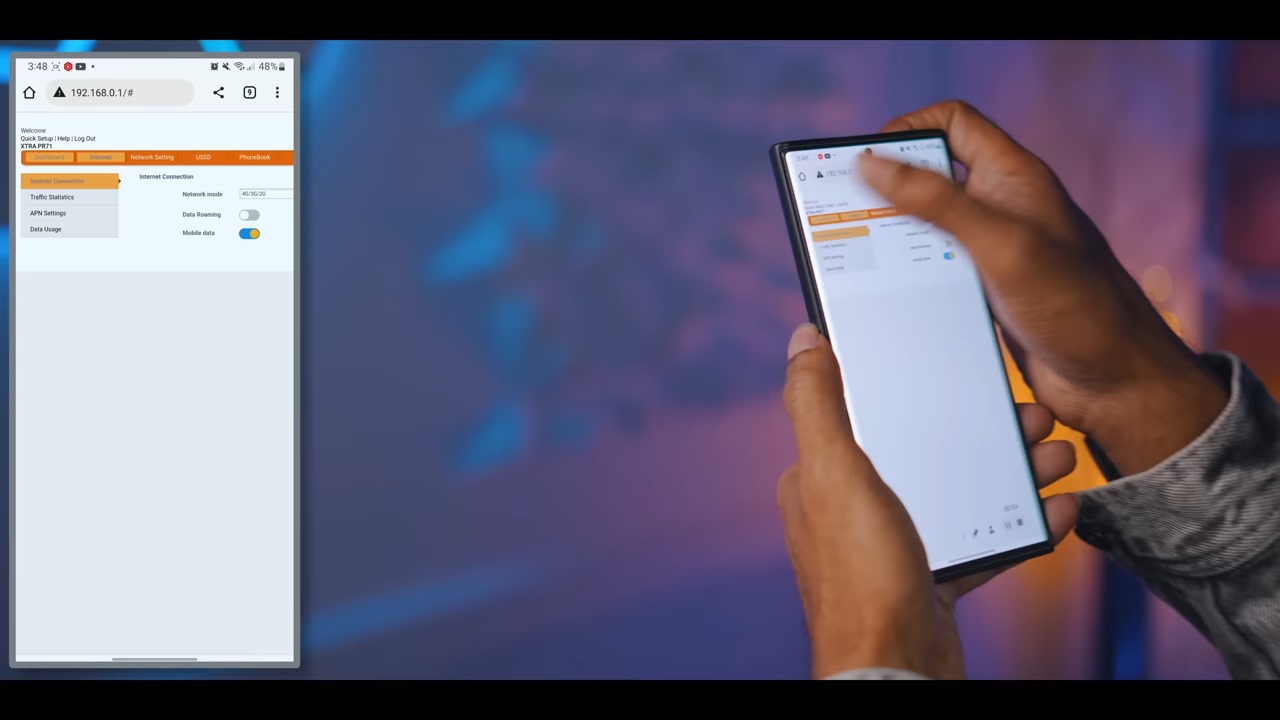 3:48
48%
192.168.0.1/#
9
Welcome
Quick Setup | Help | Log Out
XTRA PR71
Dashboard Internet Network Setting USSD PhoneBook
Internet Connection
Internet Connection
Traffic Statistics
Network mode 4G/3G/2G
APN Settings
Data Roaming
Data Usage
Mobile data